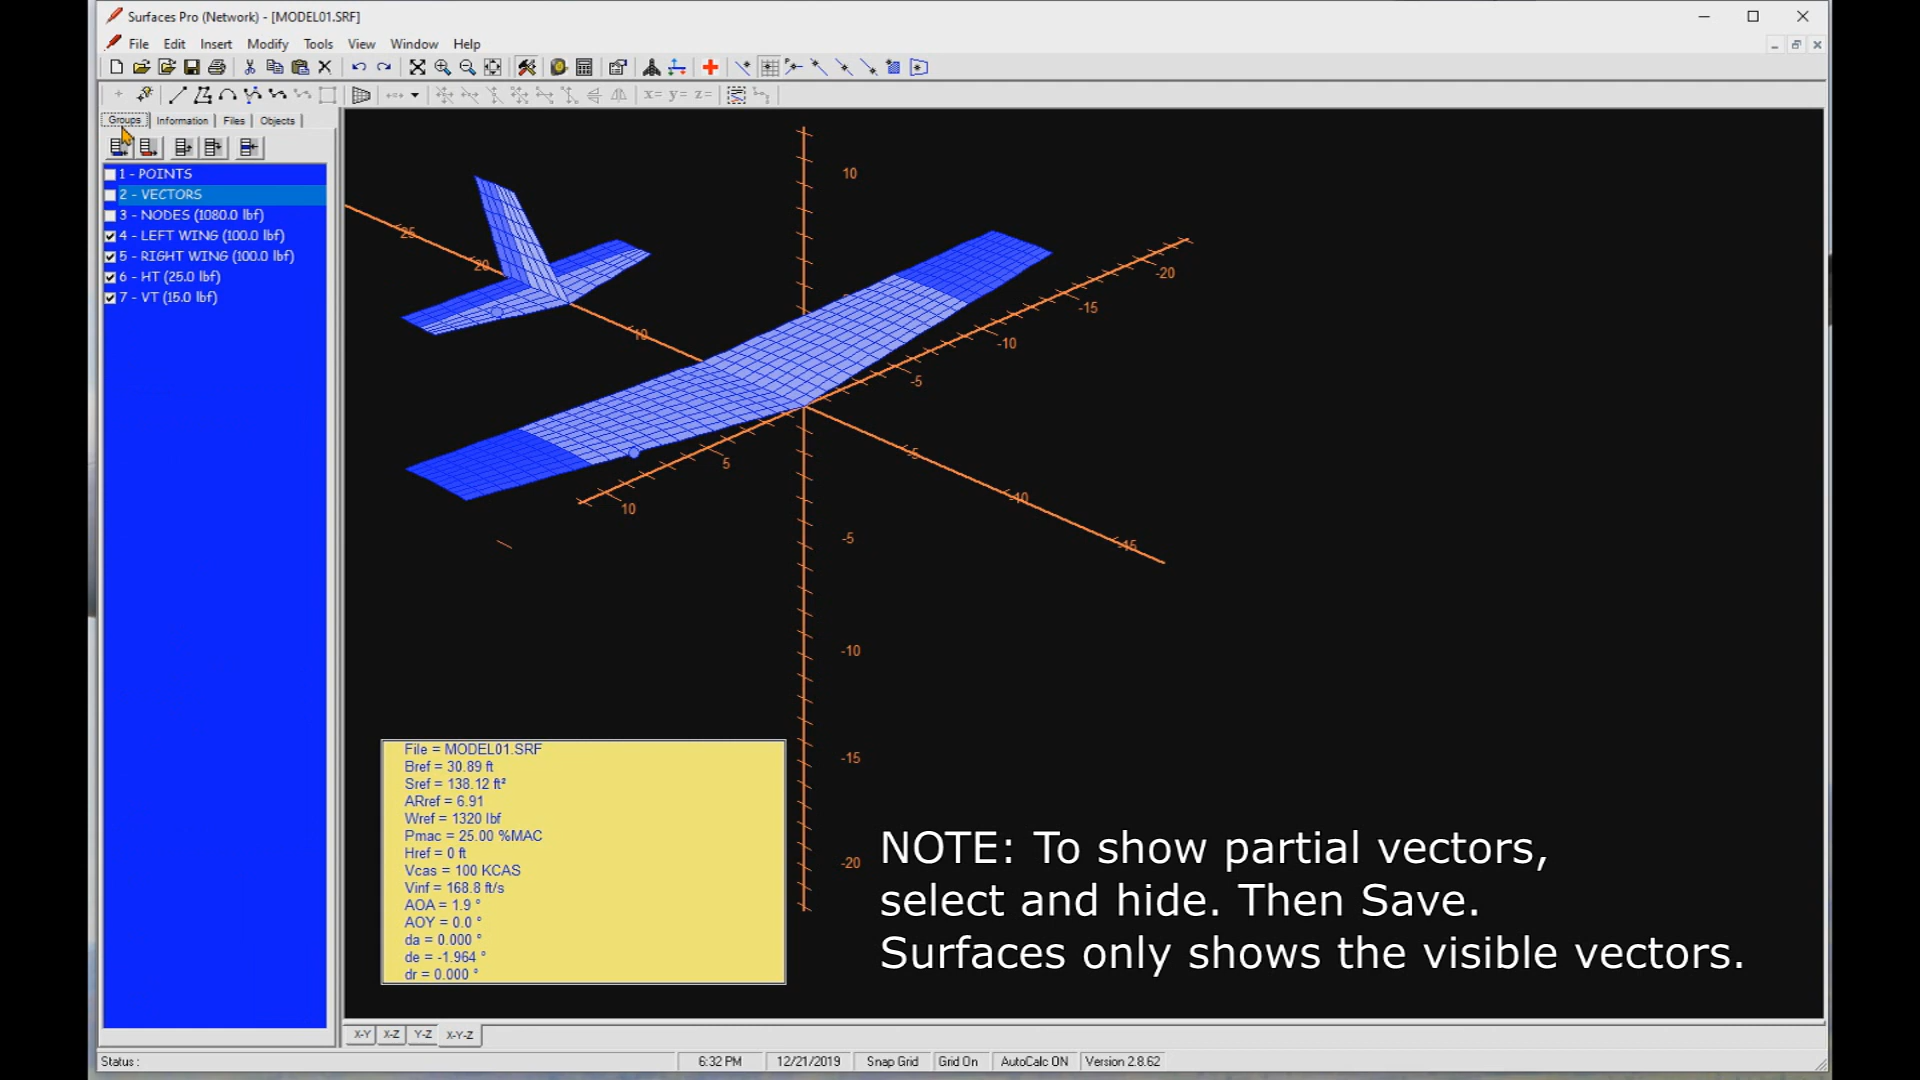 Surfaces Pro (Network) - [MODEL01.SRF]
File Edit Insert Modify Tools View Window Help
x= y= z=
Groups Information Files Objects
1 - POINTS
2 - VECTORS
3 - NODES (1080.0 lbf)
4 - LEFT WING (100.0 lbf)
5 - RIGHT WING (100.0 lbf)
6 - HT (25.0 lbf)
7 - VT (15.0 lbf)
10
25
20
-20
-15
10
-10
-5
-5
5
-10
10
-5
-15
-10
-15
-20
File = MODEL01.SRF
Bref = 30.89 ft
Sref = 138.12 ft²
ARref = 6.91
Wref = 1320 lbf
Pmac = 25.00 %MAC
Href = 0 ft
Vcas = 100 KCAS
Vinf = 168.8 ft/s
AOA = 1.9 °
AOY = 0.0 °
da = 0.000 °
de = -1.964 °
dr = 0.000 °
NOTE: To show partial vectors,
select and hide. Then Save.
Surfaces only shows the visible vectors.
X-Y X-Z Y-Z X-Y-Z
Status : 6:32 PM 12/21/2019 Snap Grid Grid On AutoCalc ON Version 2.8.62